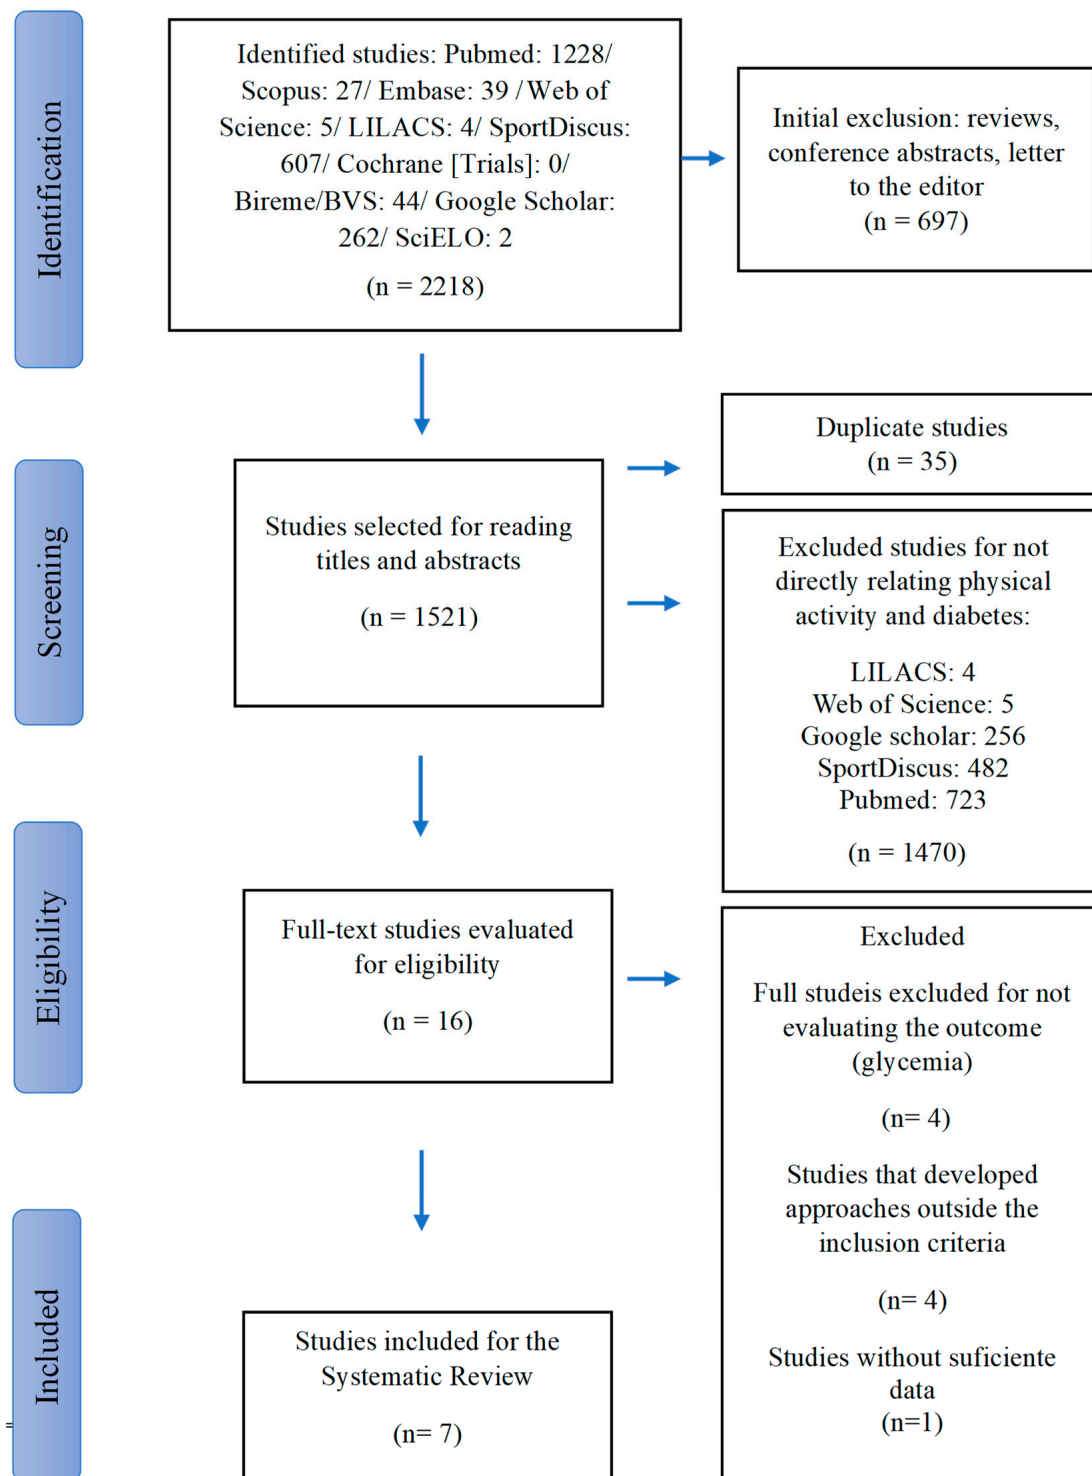 Identification
Identified studies: Pubmed: 1228/
Scopus: 27/ Embase: 39 / Web of
Science: 5/ LILACS: 4/ SportDiscus:
607/ Cochrane [Trials]: 0/
Bireme/BVS: 44/ Google Scholar:
262/ SciELO: 2
(n = 2218)
Initial exclusion: reviews,
conference abstracts, letter
to the editor
(n = 697)
Screening
Studies selected for reading
titles and abstracts
(n = 1521)
Duplicate studies
(n = 35)
Excluded studies for not
directly relating physical
activity and diabetes:
LILACS: 4
Web of Science: 5
Google scholar: 256
SportDiscus: 482
Pubmed: 723
(n = 1470)
Eligibility
Full-text studies evaluated
for eligibility
(n = 16)
Excluded
Full studeis excluded for not
evaluating the outcome
(glycemia)
(n= 4)
Studies that developed
approaches outside the
inclusion criteria
(n= 4)
Studies without suficiente
data
(n=1)
Included
Studies included for the
Systematic Review
(n= 7)
=